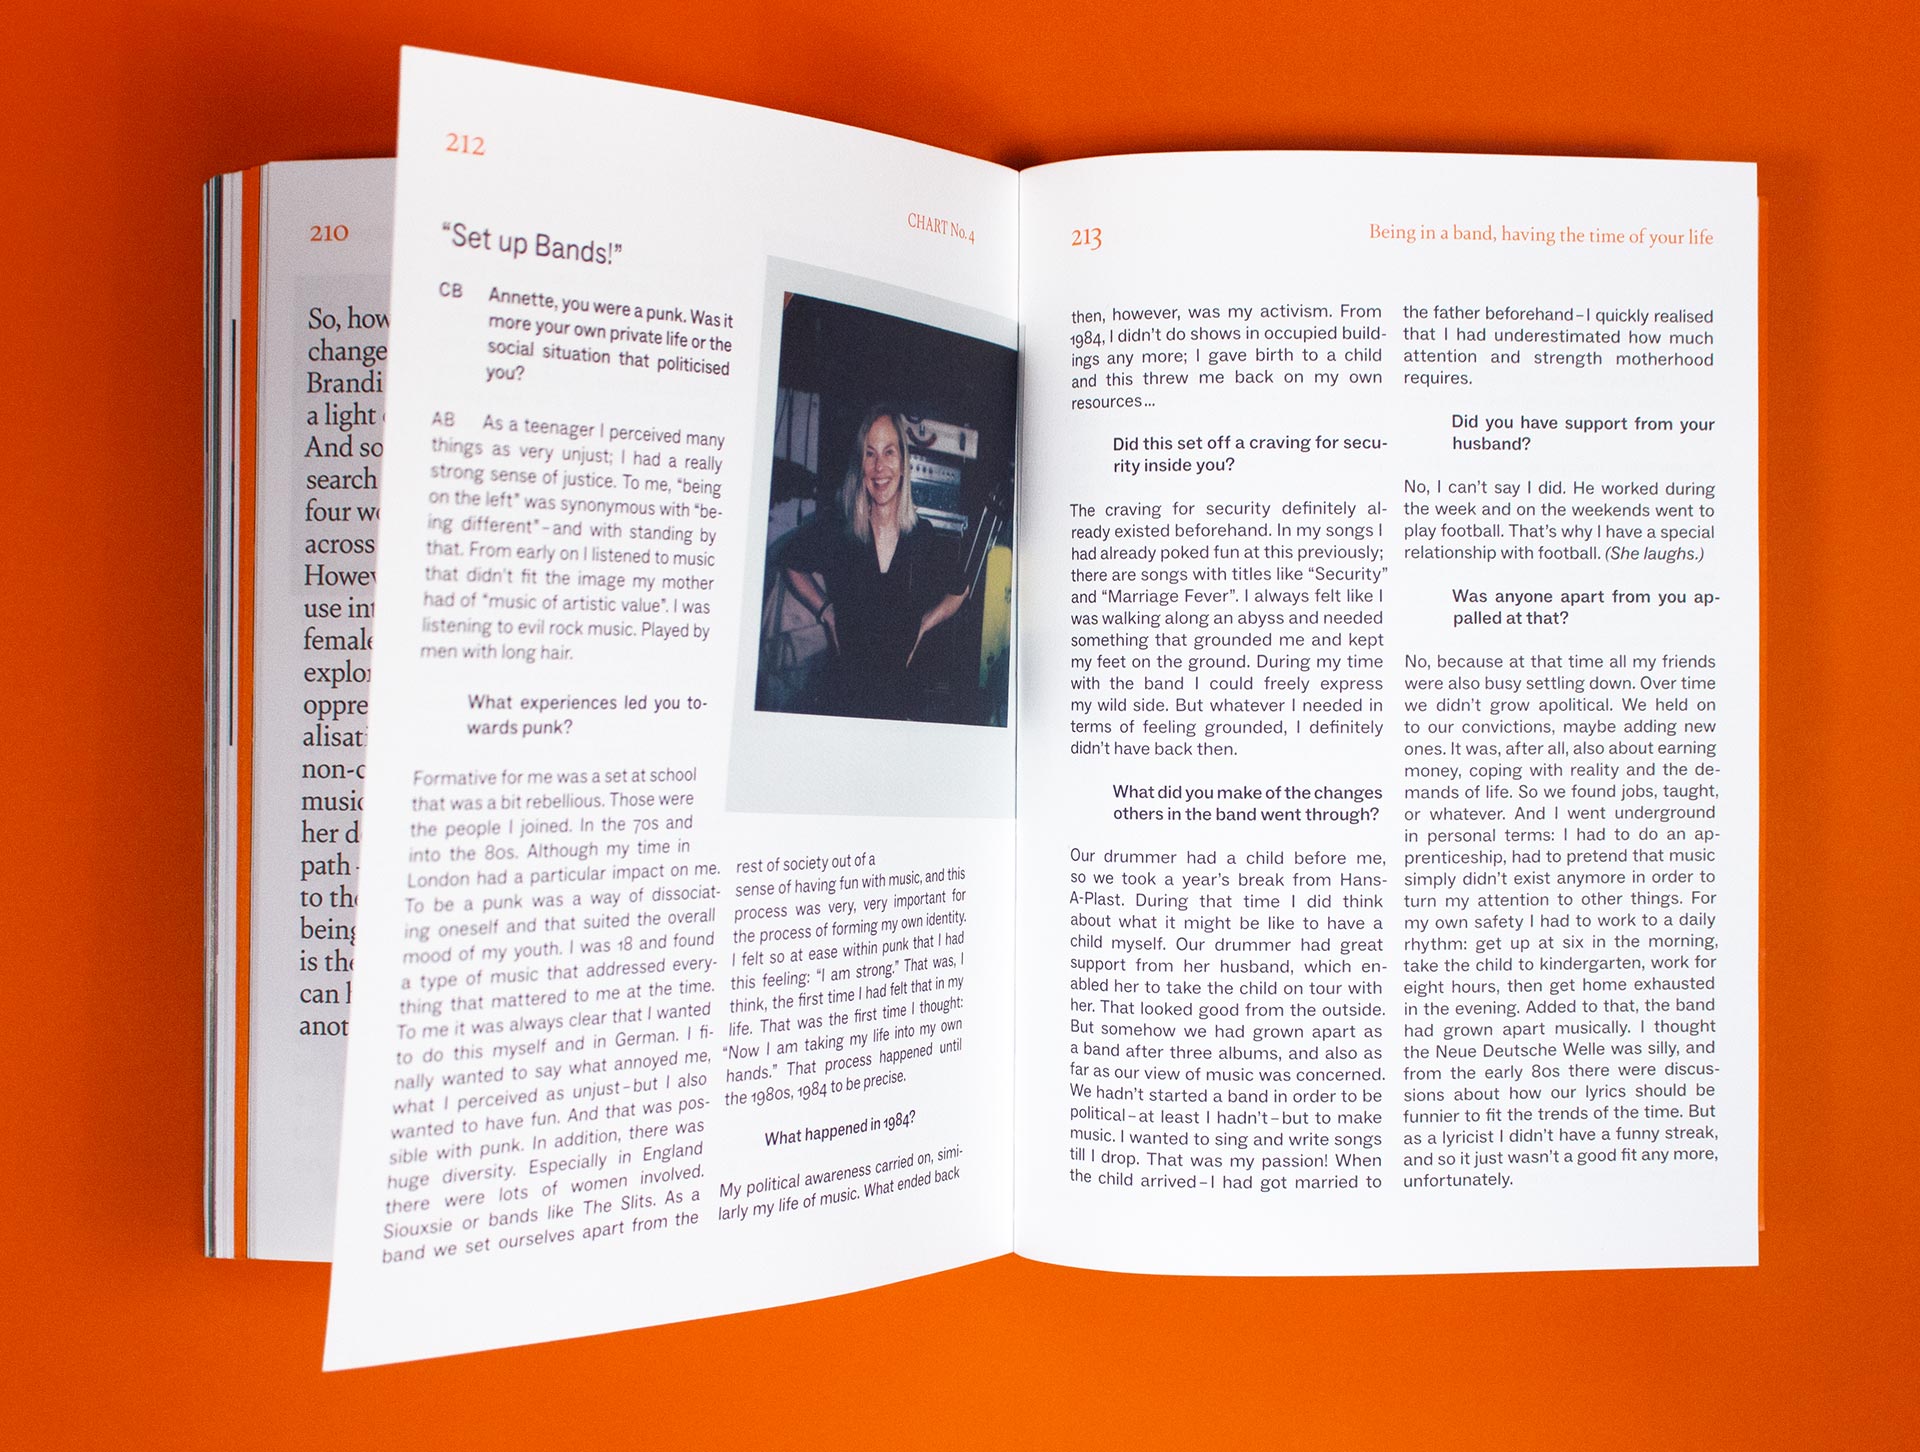 210
So, how
change
Brandi
a light
And so
search
four wo
across
Howev
use int
female
explor
oppre
alisati
non-c
music
her d
path –
to the
being
is the
can h
anot
212
CHART No. 4
“Set up Bands!”
CB Annette, you were a punk. Was it
more your own private life or the
social situation that politicised
you?
AB As a teenager I perceived many
things as very unjust; I had a really
strong sense of justice. To me, “being
on the left” was synonymous with “be-
ing different” – and with standing by
that. From early on I listened to music
that didn’t fit the image my mother
had of “music of artistic value”. I was
listening to evil rock music. Played by
men with long hair.
What experiences led you to-
wards punk?
Formative for me was a set at school
that was a bit rebellious. Those were
the people I joined. In the 70s and
into the 80s. Although my time in
London had a particular impact on me.
To be a punk was a way of dissociat-
ing oneself and that suited the overall
mood of my youth. I was 18 and found
a type of music that addressed every-
thing that mattered to me at the time.
To me it was always clear that I wanted
to do this myself and in German. I fi-
nally wanted to say what annoyed me,
what I perceived as unjust – but I also
wanted to have fun. And that was pos-
sible with punk. In addition, there was
huge diversity. Especially in England
there were lots of women involved.
Siouxsie or bands like The Slits. As a
band we set ourselves apart from the
rest of society out of a
sense of having fun with music, and this
process was very, very important for
the process of forming my own identity.
I felt so at ease within punk that I had
this feeling: “I am strong.” That was, I
think, the first time I had felt that in my
life. That was the first time I thought:
“Now I am taking my life into my own
hands.” That process happened until
the 1980s, 1984 to be precise.
What happened in 1984?
My political awareness carried on, simi-
larly my life of music. What ended back
213
Being in a band, having the time of your life
then, however, was my activism. From
1984, I didn’t do shows in occupied build-
ings any more; I gave birth to a child
and this threw me back on my own
resources ...
Did this set off a craving for secu-
rity inside you?
The craving for security definitely al-
ready existed beforehand. In my songs I
had already poked fun at this previously;
there are songs with titles like “Security”
and “Marriage Fever”. I always felt like I
was walking along an abyss and needed
something that grounded me and kept
my feet on the ground. During my time
with the band I could freely express
my wild side. But whatever I needed in
terms of feeling grounded, I definitely
didn’t have back then.
What did you make of the changes
others in the band went through?
Our drummer had a child before me,
so we took a year’s break from Hans-
A-Plast. During that time I did think
about what it might be like to have a
child myself. Our drummer had great
support from her husband, which en-
abled her to take the child on tour with
her. That looked good from the outside.
But somehow we had grown apart as
a band after three albums, and also as
far as our view of music was concerned.
We hadn’t started a band in order to be
political – at least I hadn’t – but to make
music. I wanted to sing and write songs
till I drop. That was my passion! When
the child arrived – I had got married to
the father beforehand – I quickly realised
that I had underestimated how much
attention and strength motherhood
requires.
Did you have support from your
husband?
No, I can’t say I did. He worked during
the week and on the weekends went to
play football. That’s why I have a special
relationship with football. (She laughs.)
Was anyone apart from you ap-
palled at that?
No, because at that time all my friends
were also busy settling down. Over time
we didn’t grow apolitical. We held on
to our convictions, maybe adding new
ones. It was, after all, also about earning
money, coping with reality and the de-
mands of life. So we found jobs, taught,
or whatever. And I went underground
in personal terms: I had to do an ap-
prenticeship, had to pretend that music
simply didn’t exist anymore in order to
turn my attention to other things. For
my own safety I had to work to a daily
rhythm: get up at six in the morning,
take the child to kindergarten, work for
eight hours, then get home exhausted
in the evening. Added to that, the band
had grown apart musically. I thought
the Neue Deutsche Welle was silly, and
from the early 80s there were discus-
sions about how our lyrics should be
funnier to fit the trends of the time. But
as a lyricist I didn’t have a funny streak,
and so it just wasn’t a good fit any more,
unfortunately.